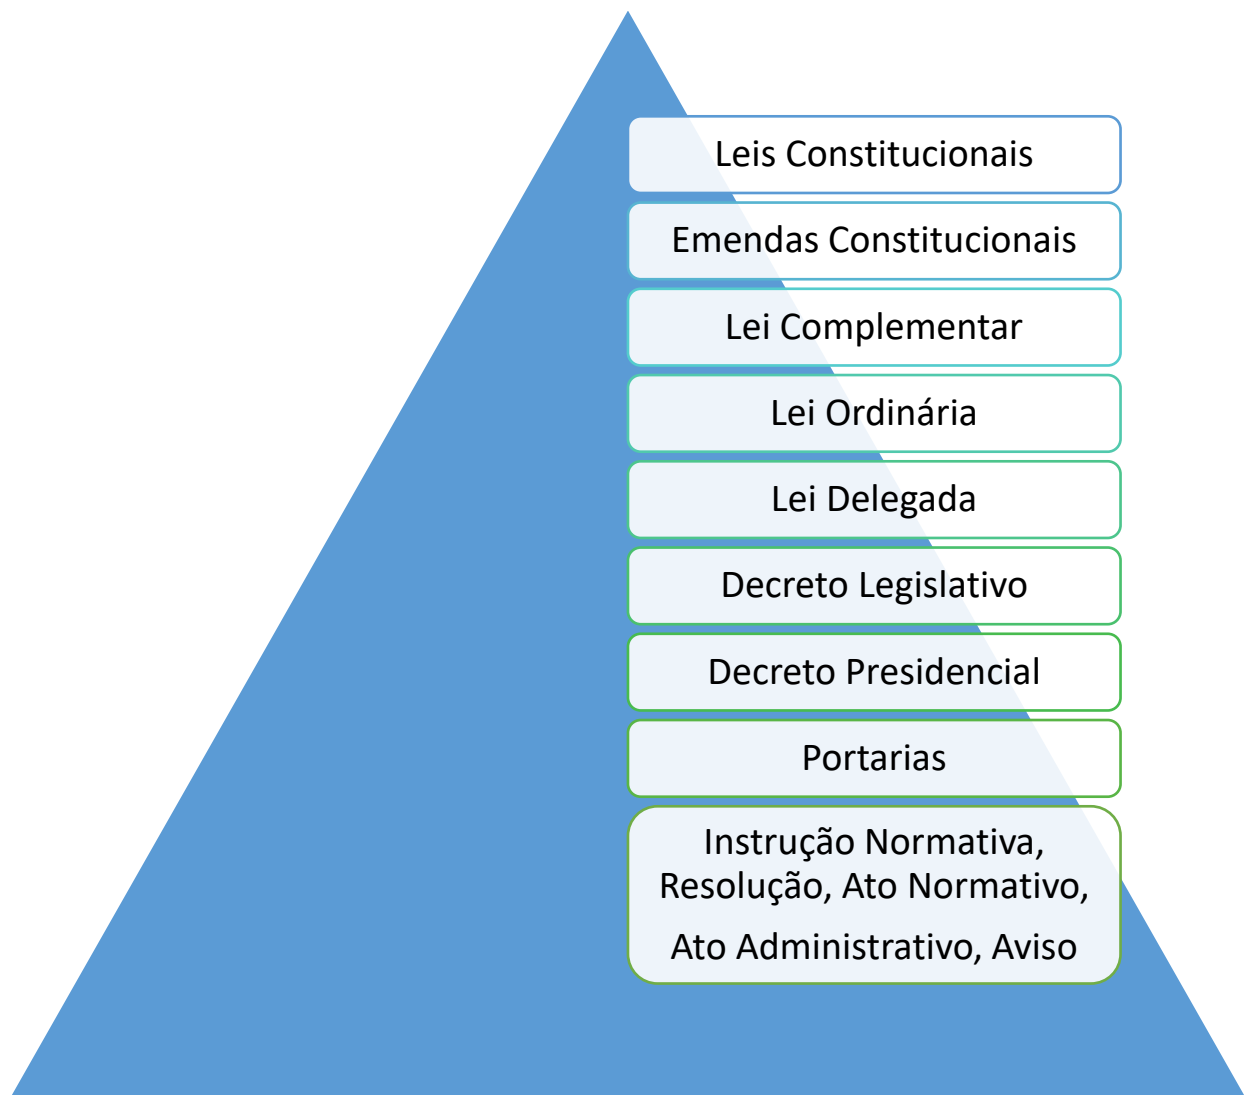 Leis Constitucionais
Emendas Constitucionais
Lei Complementar
Lei Ordinária
Lei Delegada
Decreto Legislativo
Decreto Presidencial
Portarias
Instrução Normativa,
Resolução, Ato Normativo,
Ato Administrativo, Aviso